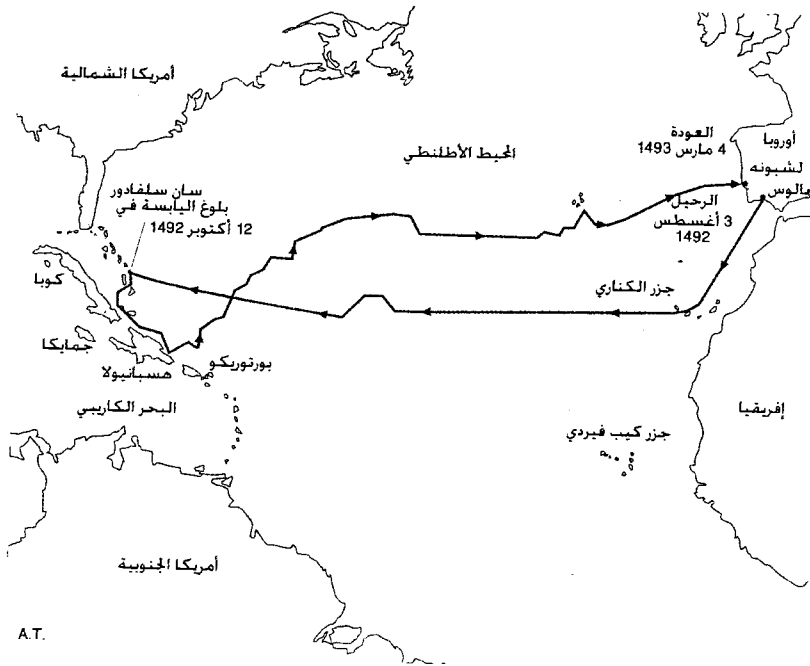 أمريكا الشمالية
المحيط الأطلنطي
العودة
4 مارس 1493
أوروبا
لشبونه
بالوس
الرحيل
3 أغسطس
1492
سان سلفادور
بلوغ اليابسة في
12 أكتوبر 1492
كوبا
جزر الكناري
جمايكا
هسبانيولا
بورتوريكو
البحر الكاريبي
إفريقيا
جزر كيب فيردي
أمريكا الجنوبية
A.T.